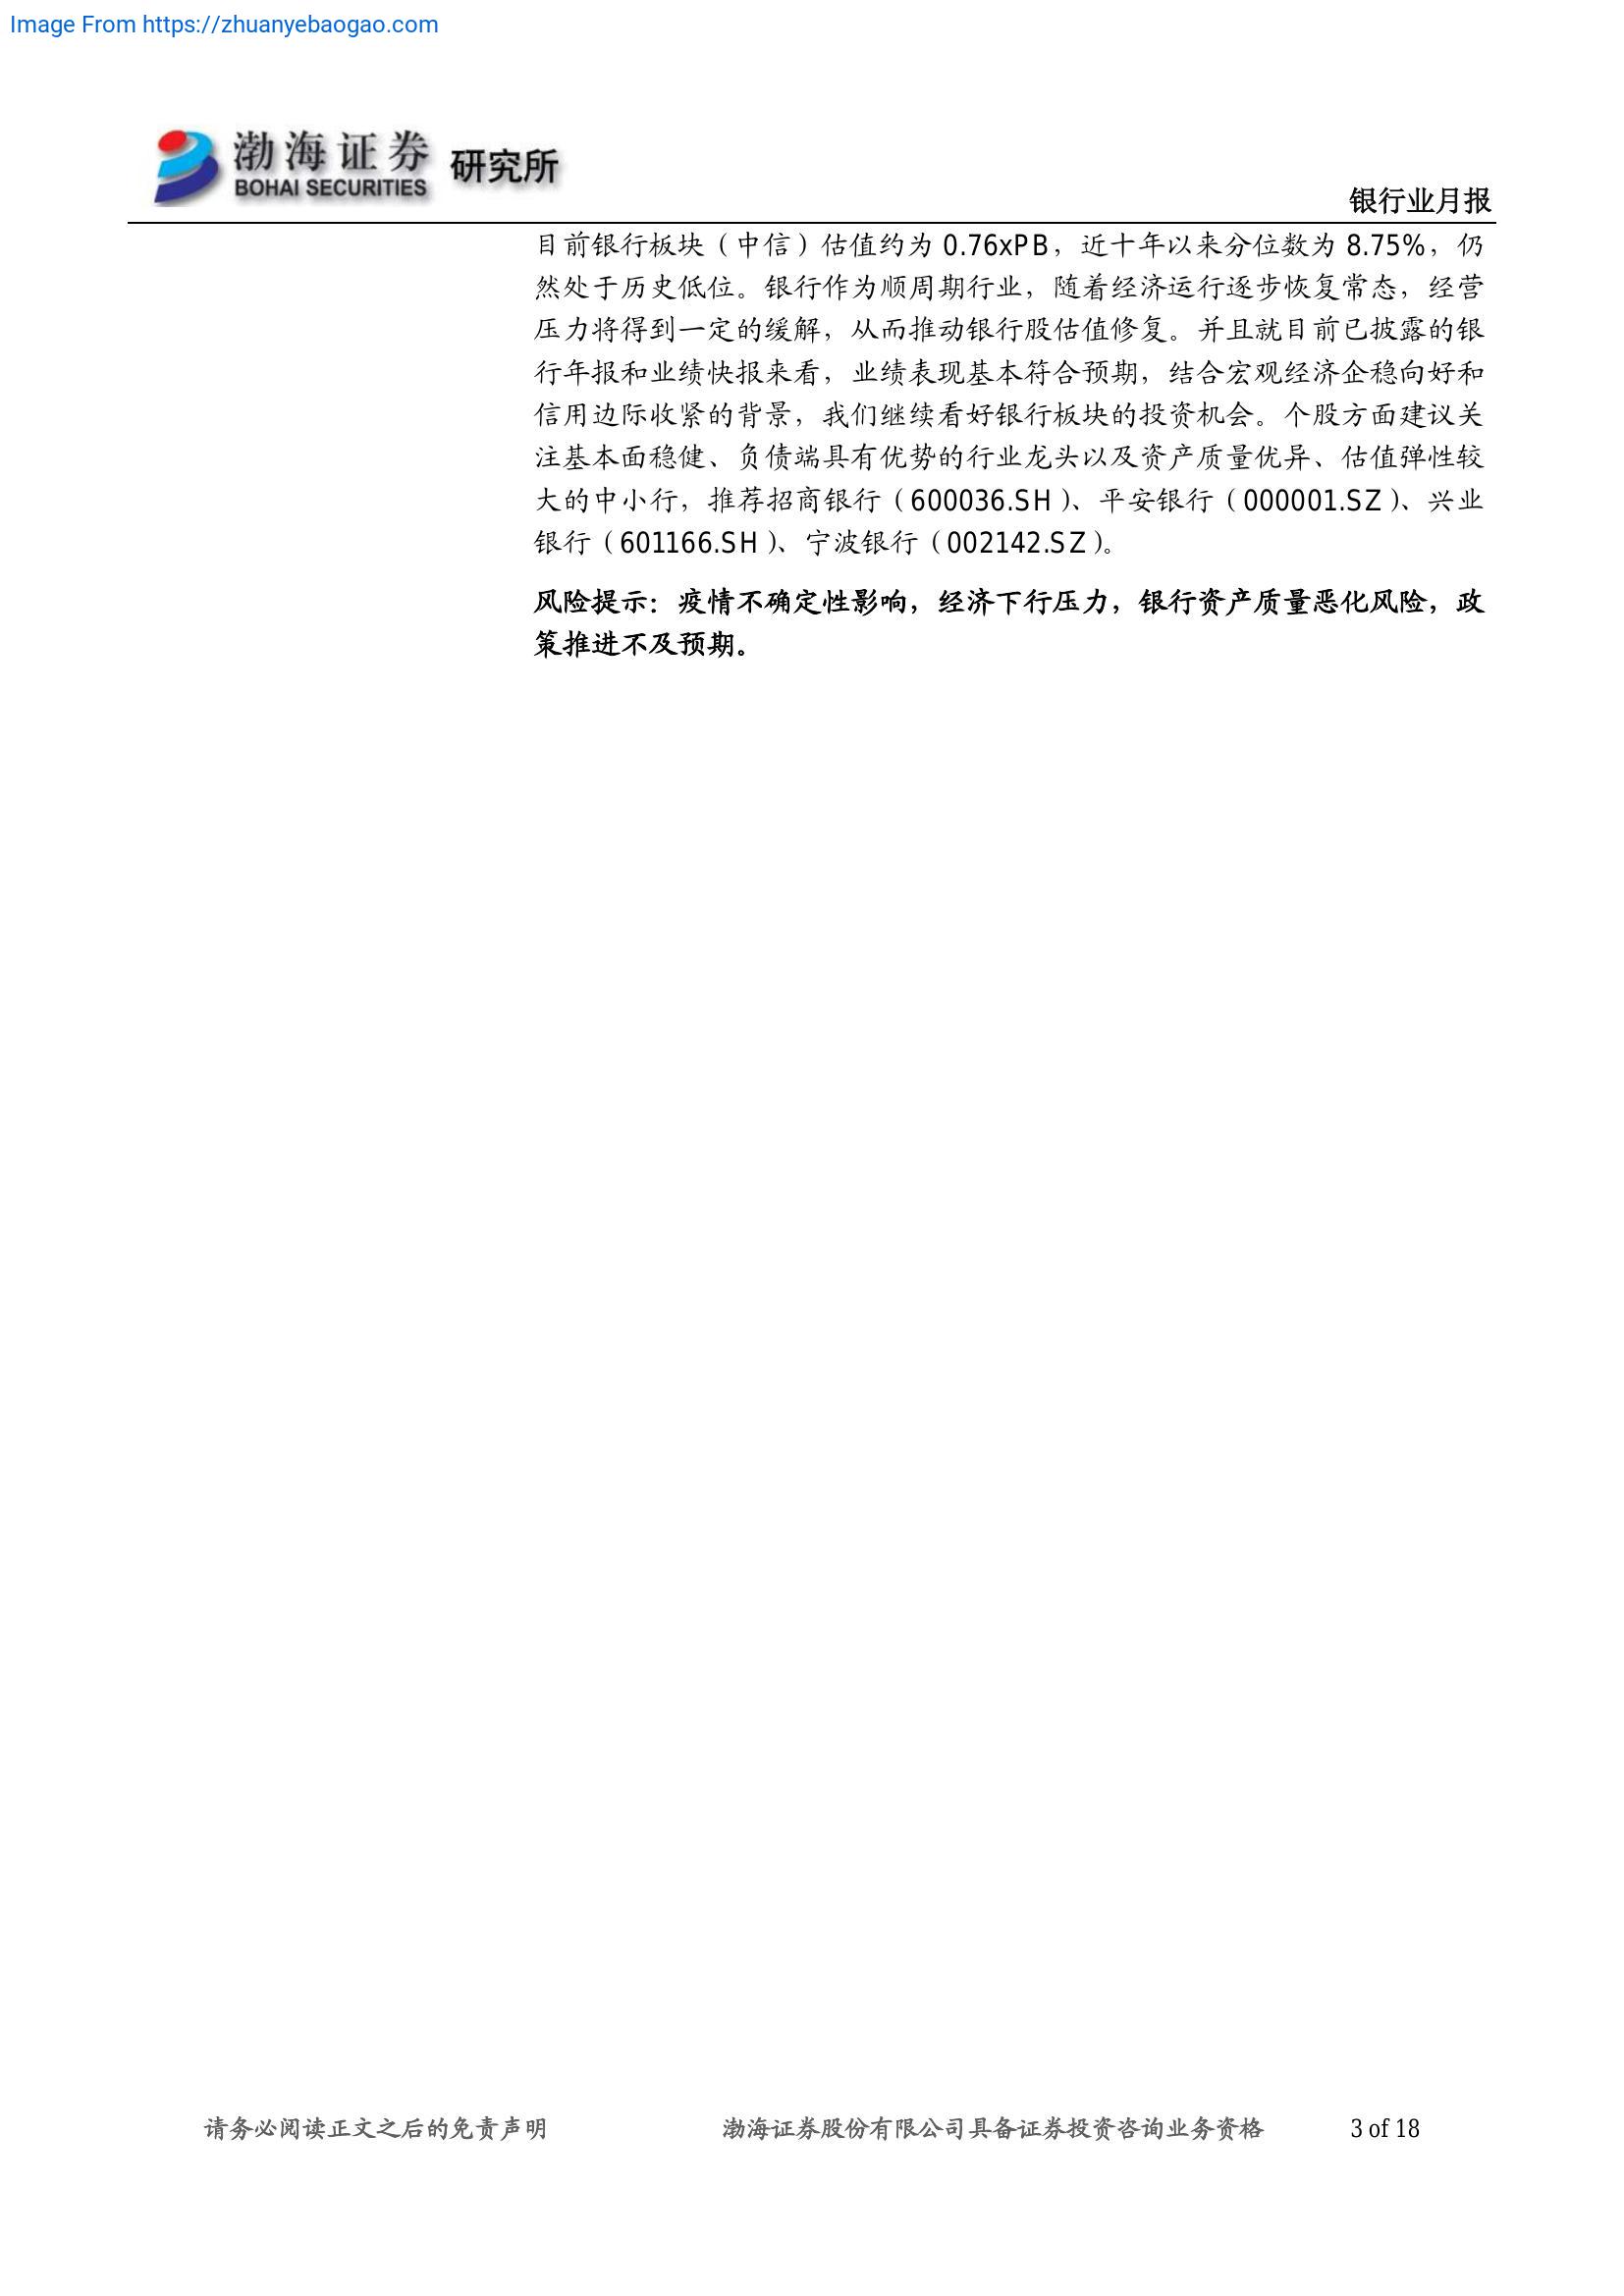 Image From https://zhuanyebaogao.com
渤海证券
BOHAI SECURITIES
研究所
银行业月报
目前银行板块（中信）估值约为 0.76xPB，近十年以来分位数为 8.75%，仍
然处于历史低位。银行作为顺周期行业，随着经济运行逐步恢复常态，经营
压力将得到一定的缓解，从而推动银行股估值修复。并且就目前已披露的银
行年报和业绩快报来看，业绩表现基本符合预期，结合宏观经济企稳向好和
信用边际收紧的背景，我们继续看好银行板块的投资机会。个股方面建议关
注基本面稳健、负债端具有优势的行业龙头以及资产质量优异、估值弹性较
大的中小行，推荐招商银行（600036.SH）、平安银行（000001.SZ）、兴业
银行（601166.SH）、宁波银行（002142.SZ）。
风险提示：疫情不确定性影响，经济下行压力，银行资产质量恶化风险，政
策推进不及预期。
请务必阅读正文之后的免责声明
渤海证券股份有限公司具备证券投资咨询业务资格
3 of 18